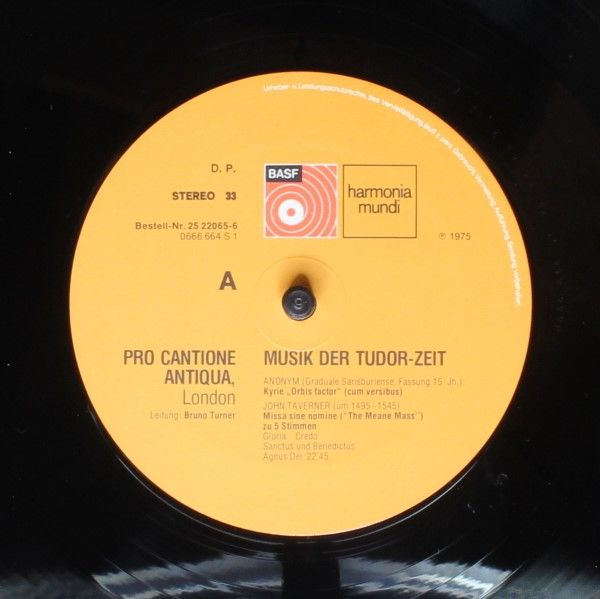 Urheber- u. Leistungsschutzrechte
D. P.
BASF
harmonia
mundi
STEREO 33
Bestell-Nr. 25 22065-6
0666 664 S 1
℗ 1975
A
PRO CANTIONE
ANTIQUA,
London
Leitung: Bruno Turner
MUSIK DER TUDOR-ZEIT
ANONYM (Graduale Sarisburiense, Fassung 15. Jh.):
Kyrie „Orbis factor" (cum versibus)
JOHN TAVERNER (um 1495-1545)
Missa sine nomine ("The Meane Mass")
zu 5 Stimmen
Gloria · Credo
Sanctus und Benedictus
Agnus Dei 22'45